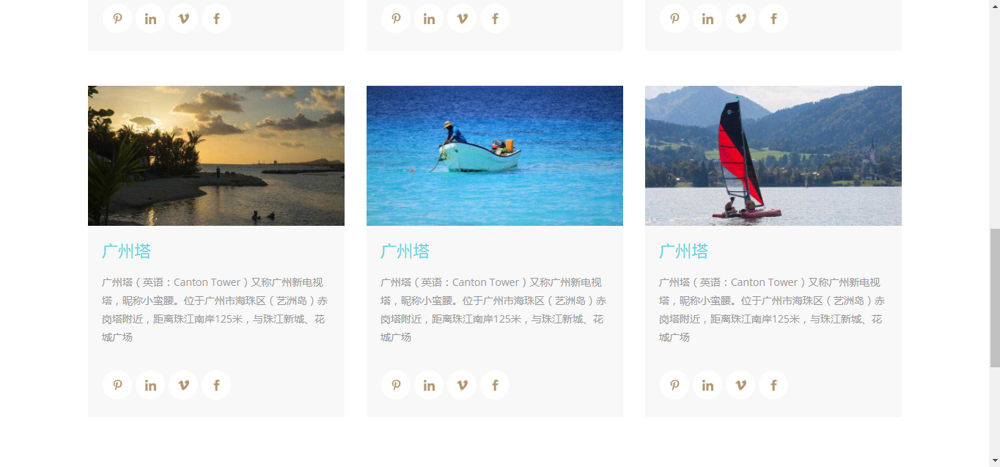 广州塔
广州塔（英语：Canton Tower）又称广州新电视
塔，昵称小蛮腰。位于广州市海珠区（艺洲岛）赤
岗塔附近，距离珠江南岸125米，与珠江新城、花
城广场
广州塔
广州塔（英语：Canton Tower）又称广州新电视
塔，昵称小蛮腰。位于广州市海珠区（艺洲岛）赤
岗塔附近，距离珠江南岸125米，与珠江新城、花
城广场
广州塔
广州塔（英语：Canton Tower）又称广州新电视
塔，昵称小蛮腰。位于广州市海珠区（艺洲岛）赤
岗塔附近，距离珠江南岸125米，与珠江新城、花
城广场